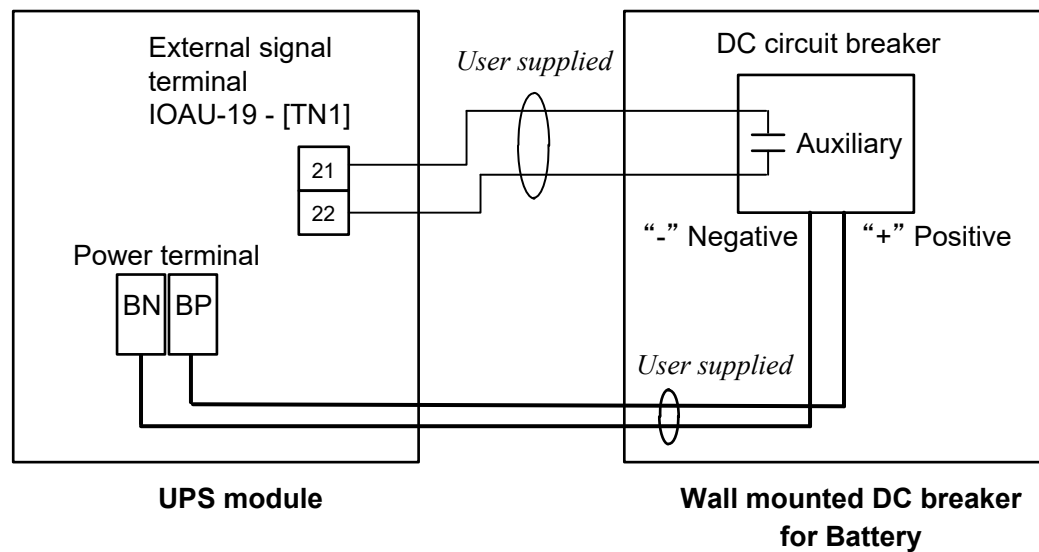 External signal
terminal
IOAU-19 - [TN1]
21
22
Power terminal
BN BP
User supplied
DC circuit breaker
Auxiliary
“-” Negative “+” Positive
User supplied
UPS module
Wall mounted DC breaker
for Battery